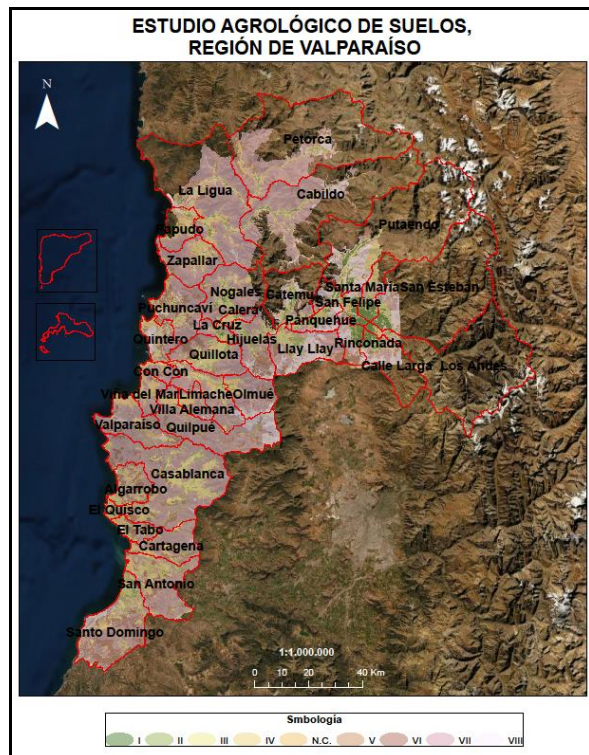 ESTUDIO AGROLÓGICO DE SUELOS,
REGIÓN DE VALPARAÍSO
N
Petorca
La Ligua
Cabildo
Papudo
Putaendo
Zapallar
Nogales
Catemu
Santa María
San Esteban
Puchuncaví
Calera
San Felipe
La Cruz
Panquehue
Quintero
Hijuelas
Rinconada
Quillota
Llay Llay
Con Cón
Calle Larga
Los Andes
Viña del Mar
Limache
Olmué
Villa Alemana
Valparaíso
Quilpué
Casablanca
Algarrobo
El Quisco
El Tabo
Cartagena
San Antonio
Santo Domingo
1:1.000.000
0 10 20 40 Km
Smbología
I II III IV N.C. V VI VII VIII